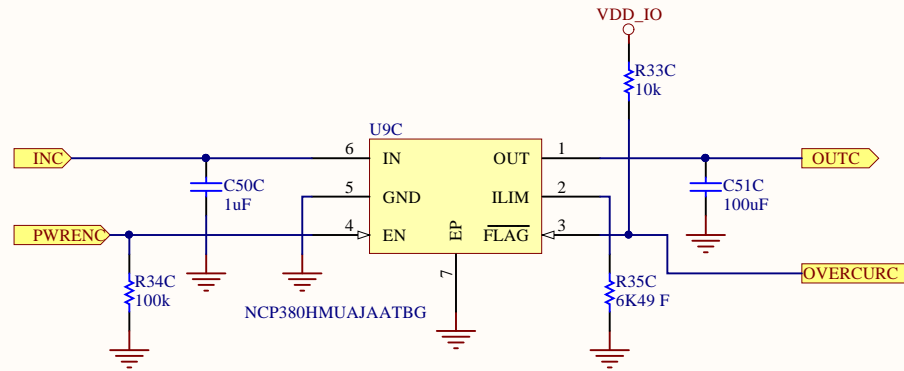 VDD_IO
R33C
10k
U9C
INC
6
IN
OUT
1
OUTC
C50C
1uF
5
GND
ILIM
2
C51C
100uF
PWRENC
4
EN
EP
FLAG
3
7
R34C
100k
R35C
6K49 F
OVERCURC
NCP380HMUAJAATBG